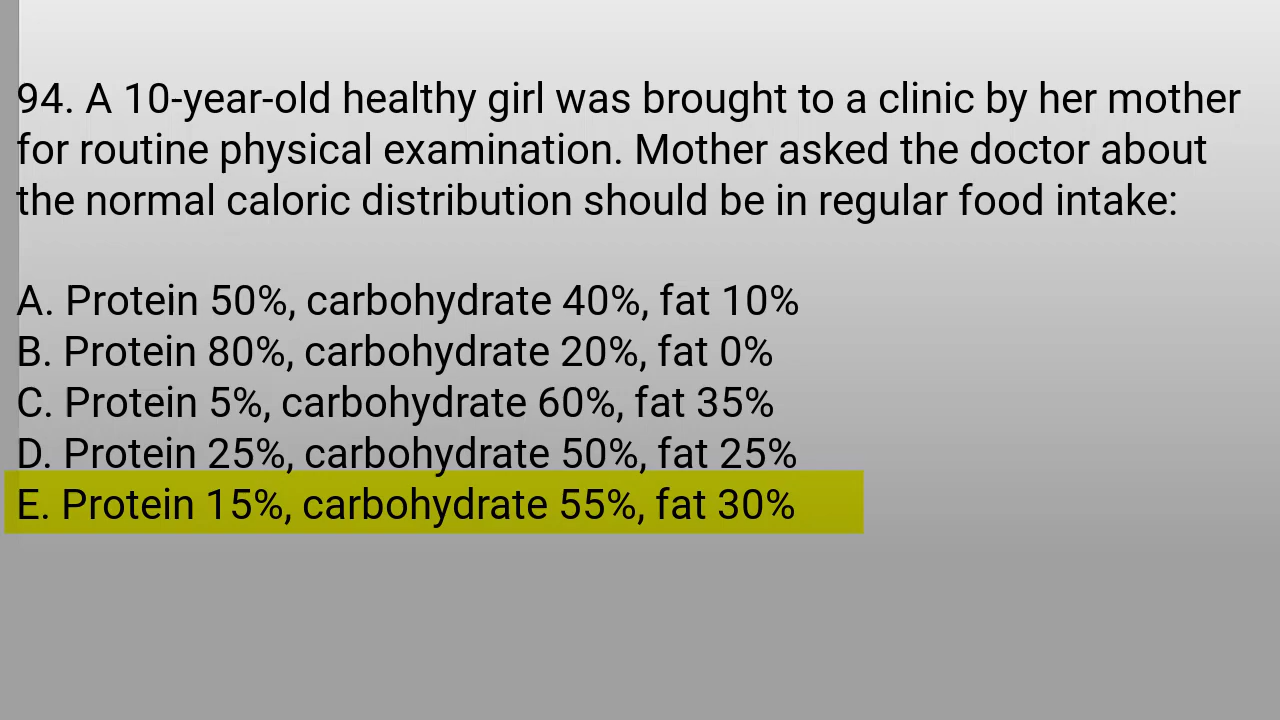 94. A 10-year-old healthy girl was brought to a clinic by her mother
for routine physical examination. Mother asked the doctor about
the normal caloric distribution should be in regular food intake:
A. Protein 50%, carbohydrate 40%, fat 10%
B. Protein 80%, carbohydrate 20%, fat 0%
C. Protein 5%, carbohydrate 60%, fat 35%
D. Protein 25%, carbohydrate 50%, fat 25%
E. Protein 15%, carbohydrate 55%, fat 30%